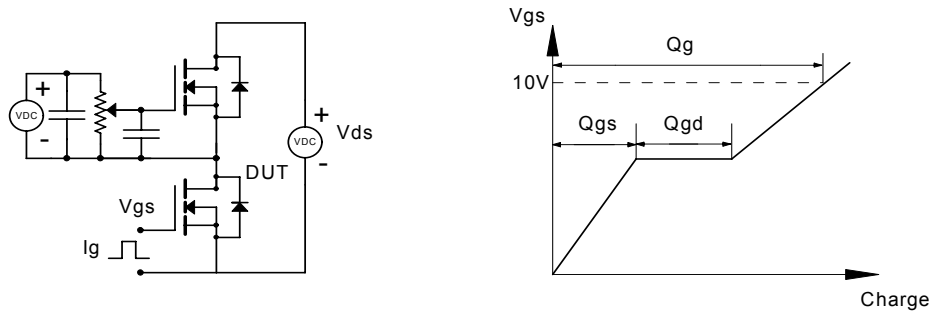 +
VDC
-
DUT
Vgs
Ig
+
VDC
-
Vds
Vgs
Qg
10V
Qgs
Qgd
Charge